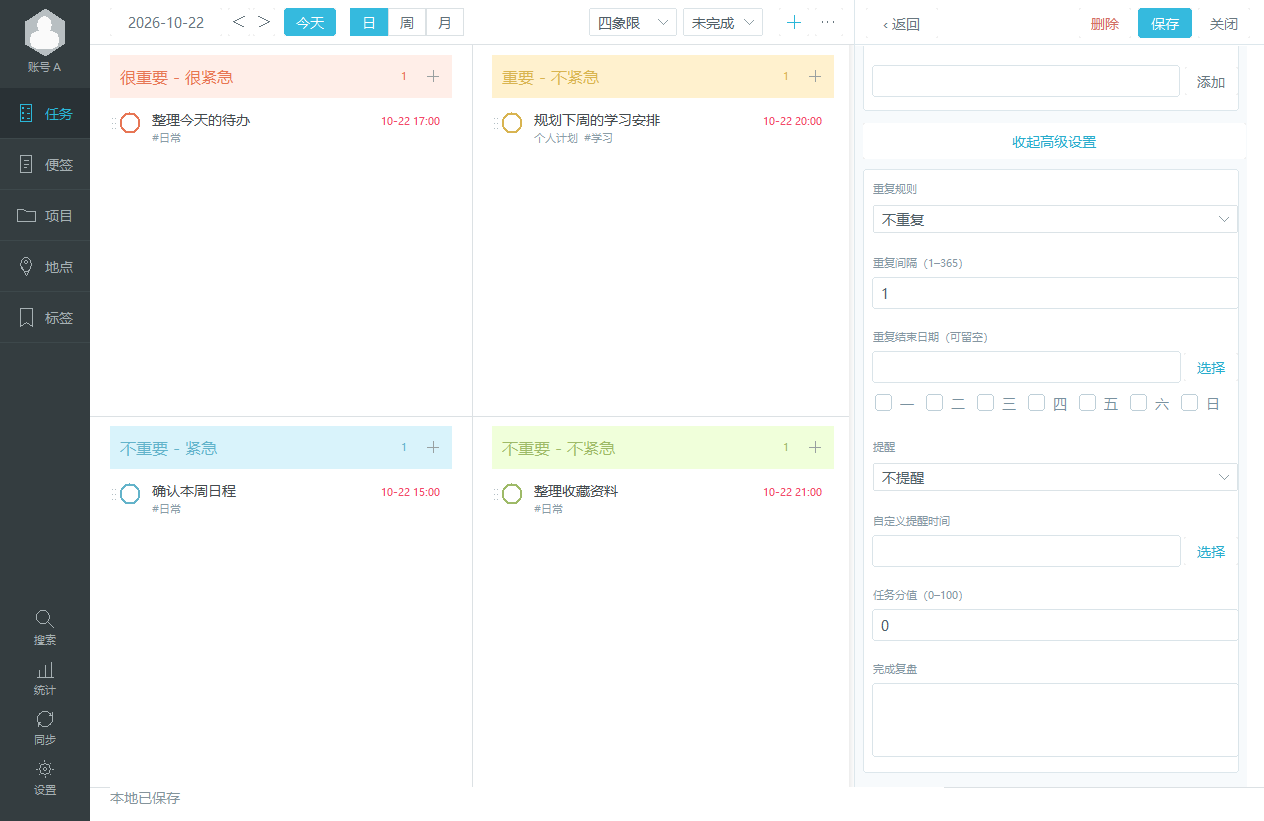 账号 A
任务
便签
项目
地点
标签
搜索
统计
同步
设置
2026-10-22 < > 今天 日 周 月 四象限 未完成 + ...
很重要 - 很紧急 1 +
整理今天的待办 10-22 17:00
#日常
重要 - 不紧急 1 +
规划下周的学习安排 10-22 20:00
个人计划 #学习
不重要 - 紧急 1 +
确认本周日程 10-22 15:00
#日常
不重要 - 不紧急 1 +
整理收藏资料 10-22 21:00
#日常
本地已保存
‹ 返回 删除 保存 关闭
添加
收起高级设置
重复规则
不重复
重复间隔（1–365）
1
重复结束日期（可留空）
选择
一 二 三 四 五 六 日
提醒
不提醒
自定义提醒时间
选择
任务分值（0–100）
0
完成复盘